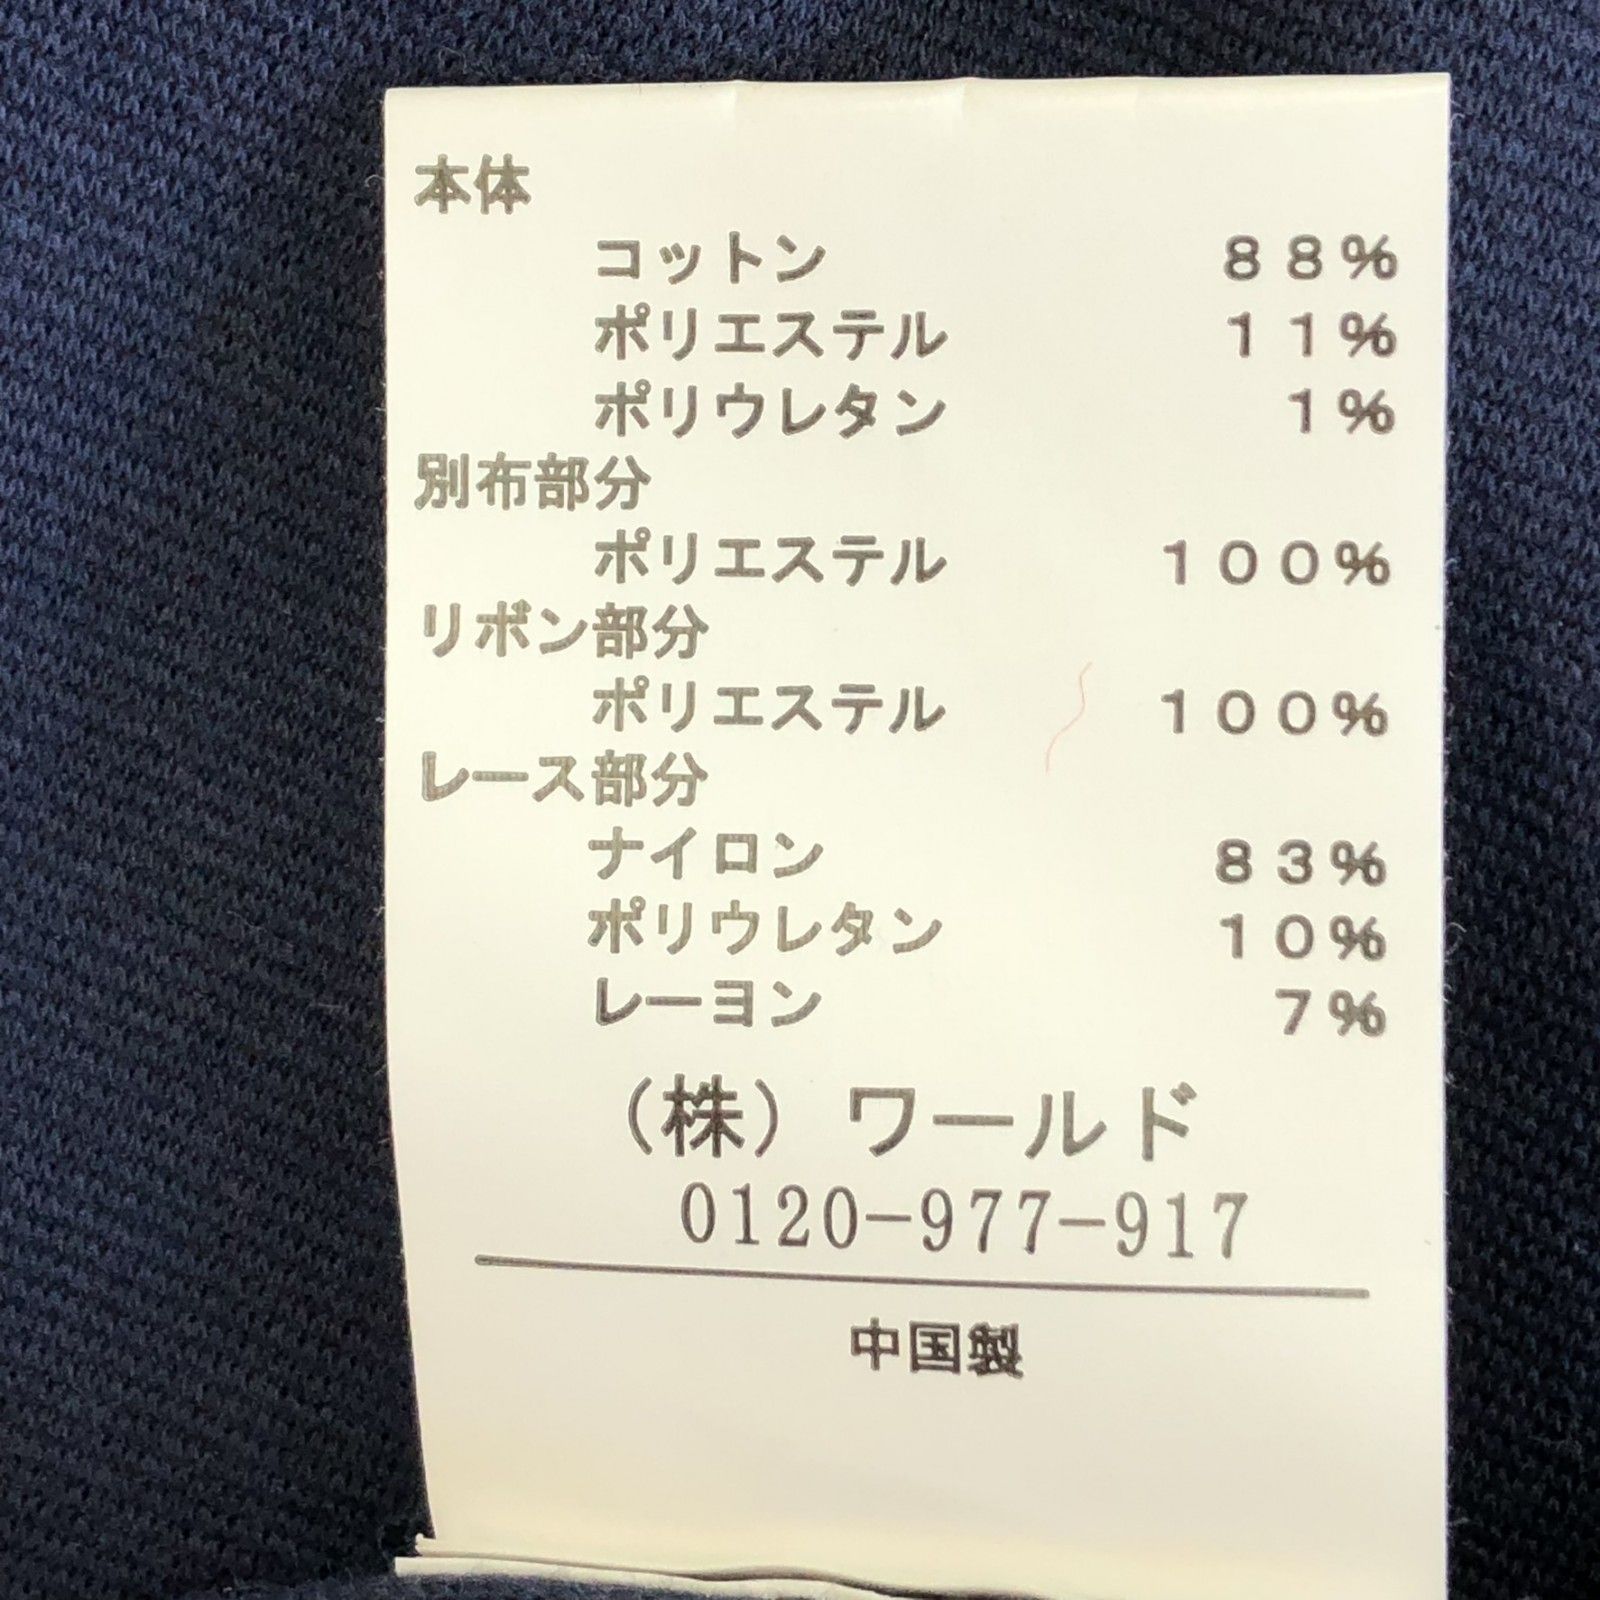 本体
コットン 88%
ポリエステル 11%
ポリウレタン 1%
別布部分
ポリエステル 100%
リボン部分
ポリエステル 100%
レース部分
ナイロン 83%
ポリウレタン 10%
レーヨン 7%
(株) ワールド
0120-977-917
中国製